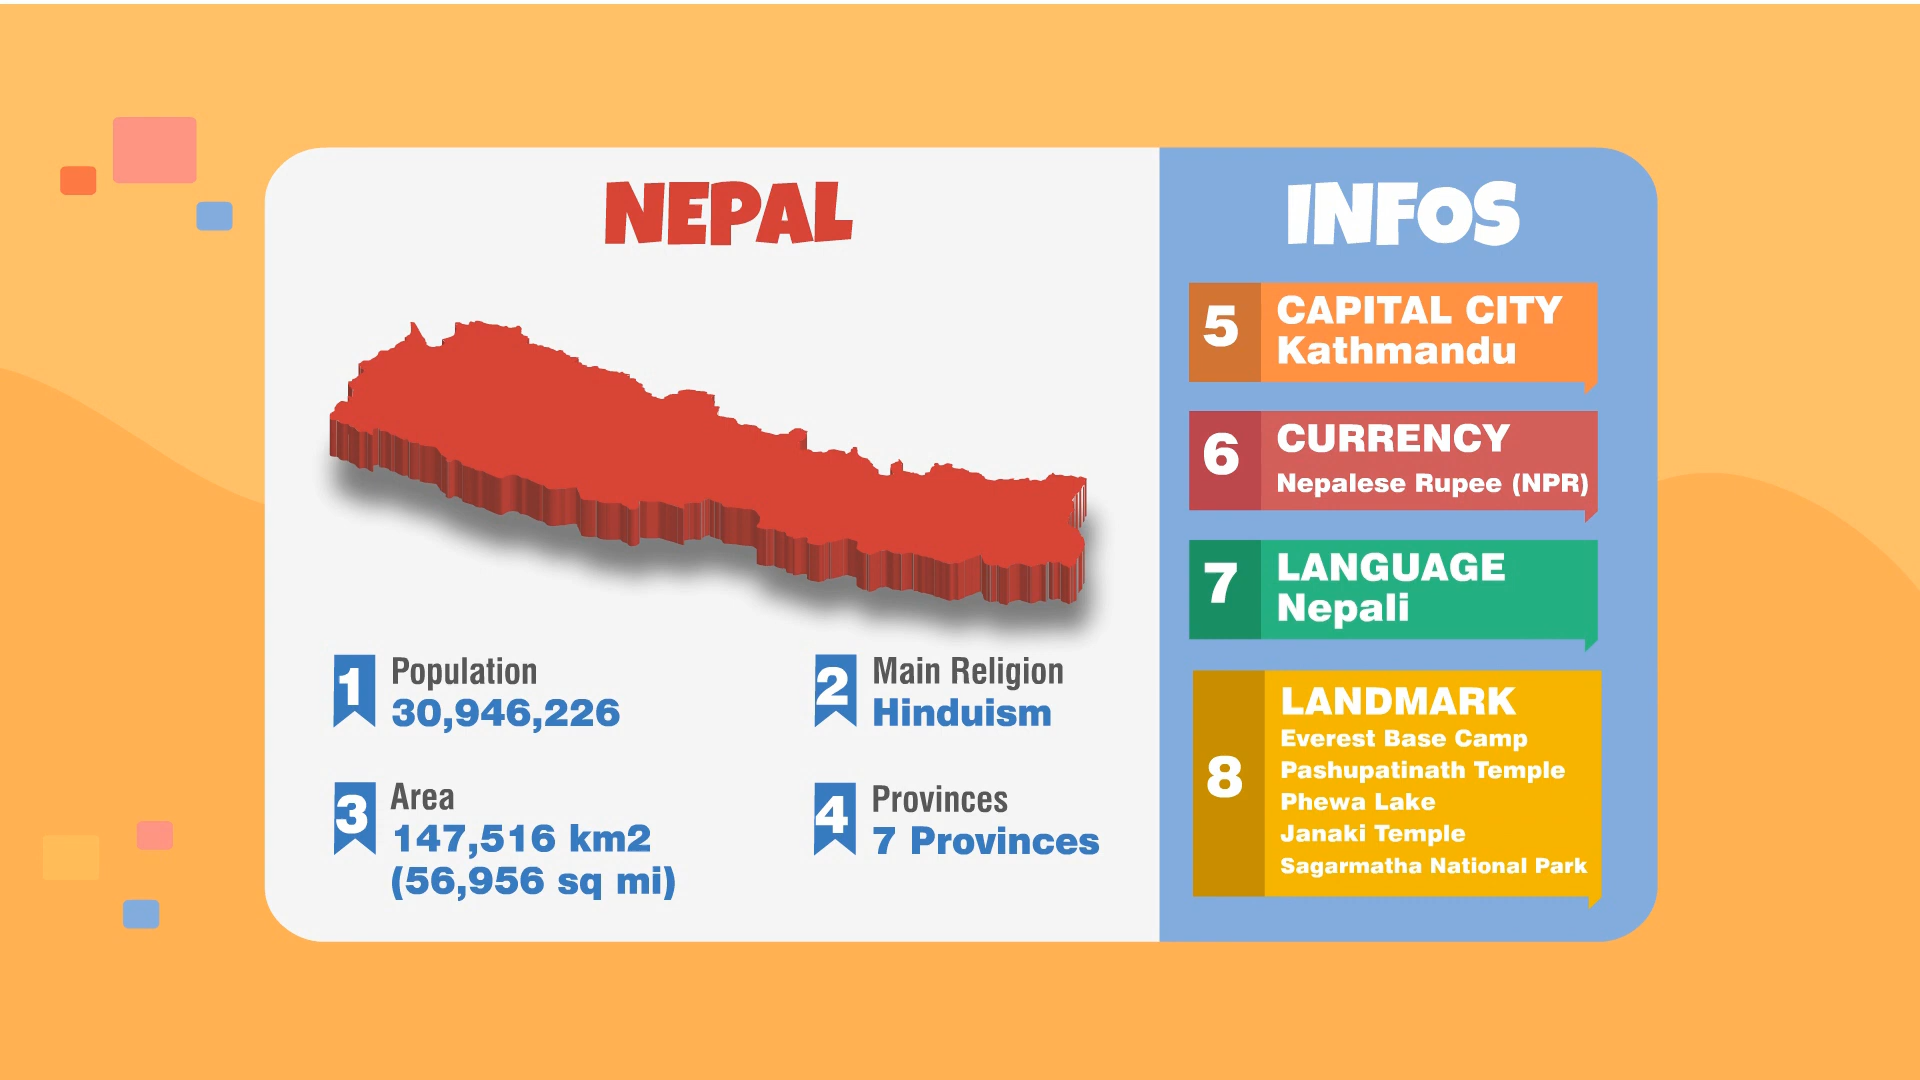 NEPAL
1
Population
30,946,226
2
Main Religion
Hinduism
3
Area
147,516 km2
(56,956 sq mi)
4
Provinces
7 Provinces
INFOS
5
CAPITAL CITY
Kathmandu
6
CURRENCY
Nepalese Rupee (NPR)
7
LANGUAGE
Nepali
8
LANDMARK
Everest Base Camp
Pashupatinath Temple
Phewa Lake
Janaki Temple
Sagarmatha National Park